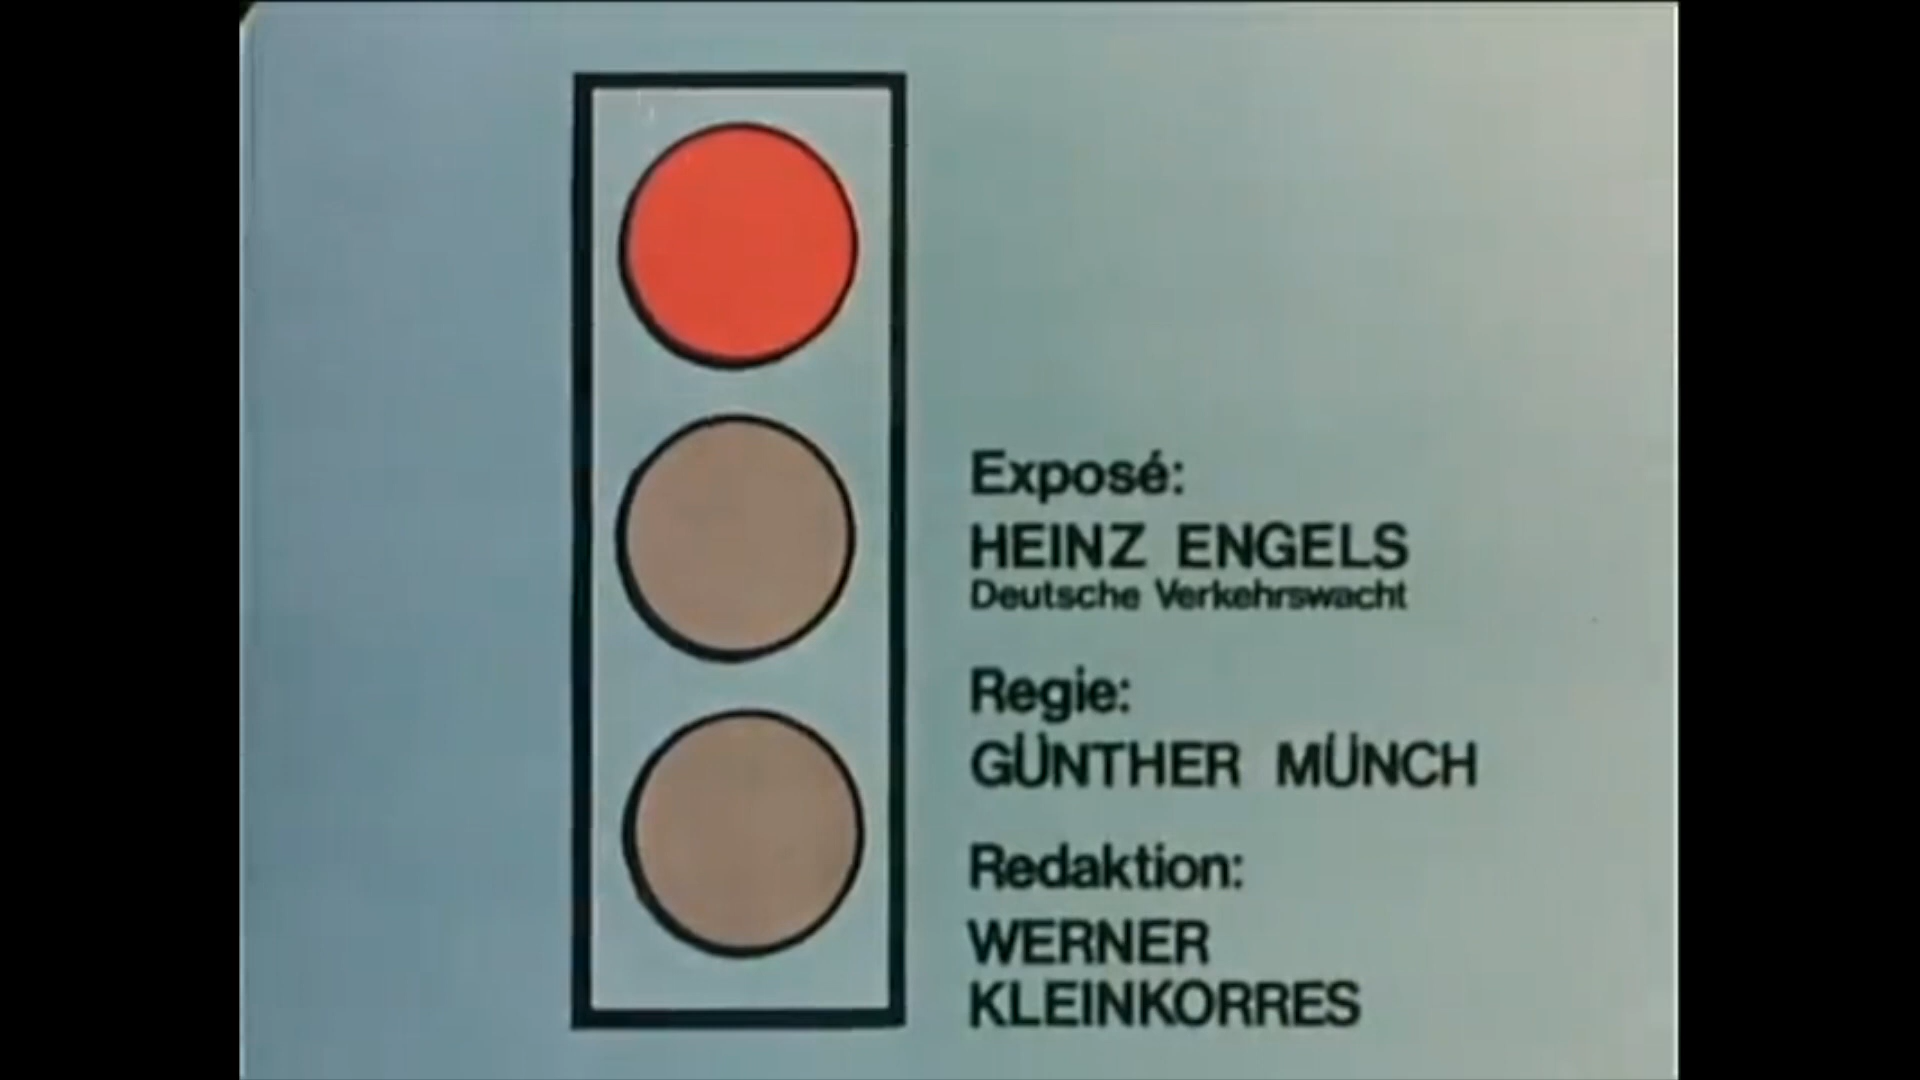 Exposé:
HEINZ ENGELS
Deutsche Verkehrswacht
Regie:
GÜNTHER MÜNCH
Redaktion:
WERNER
KLEINKORRES